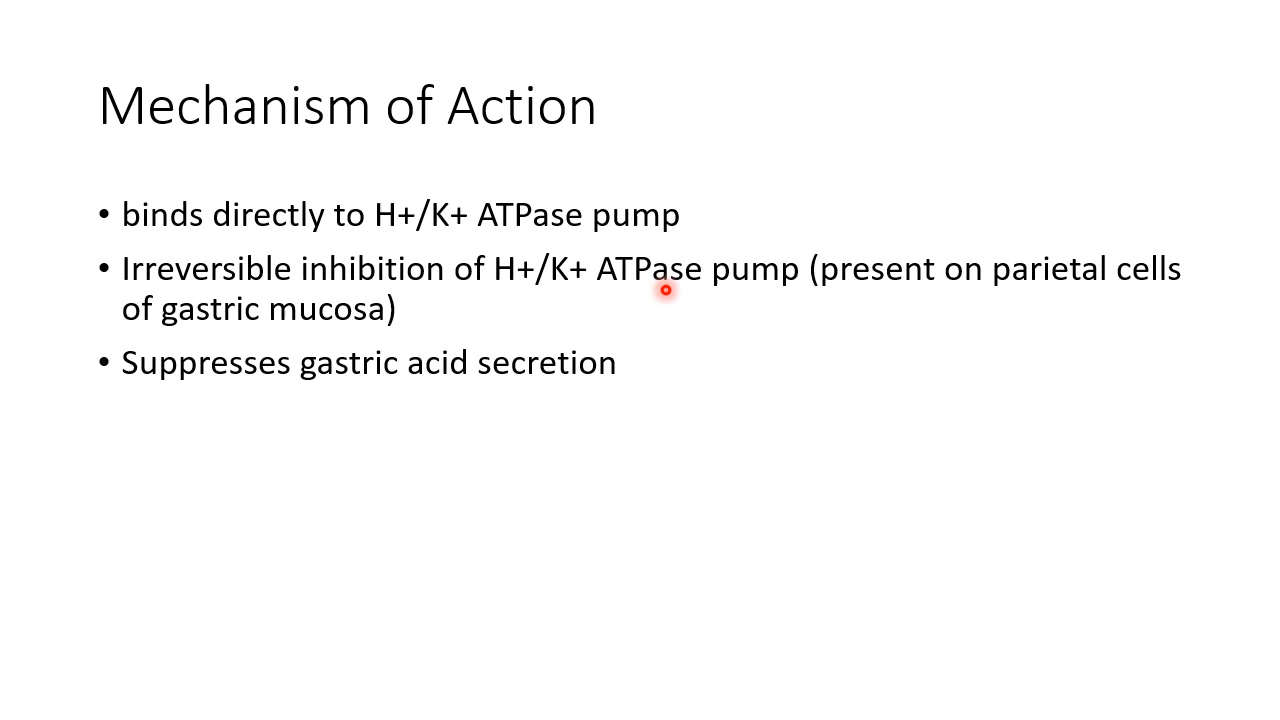 Mechanism of Action
• binds directly to H+/K+ ATPase pump
• Irreversible inhibition of H+/K+ ATPase pump (present on parietal cells
of gastric mucosa)
• Suppresses gastric acid secretion